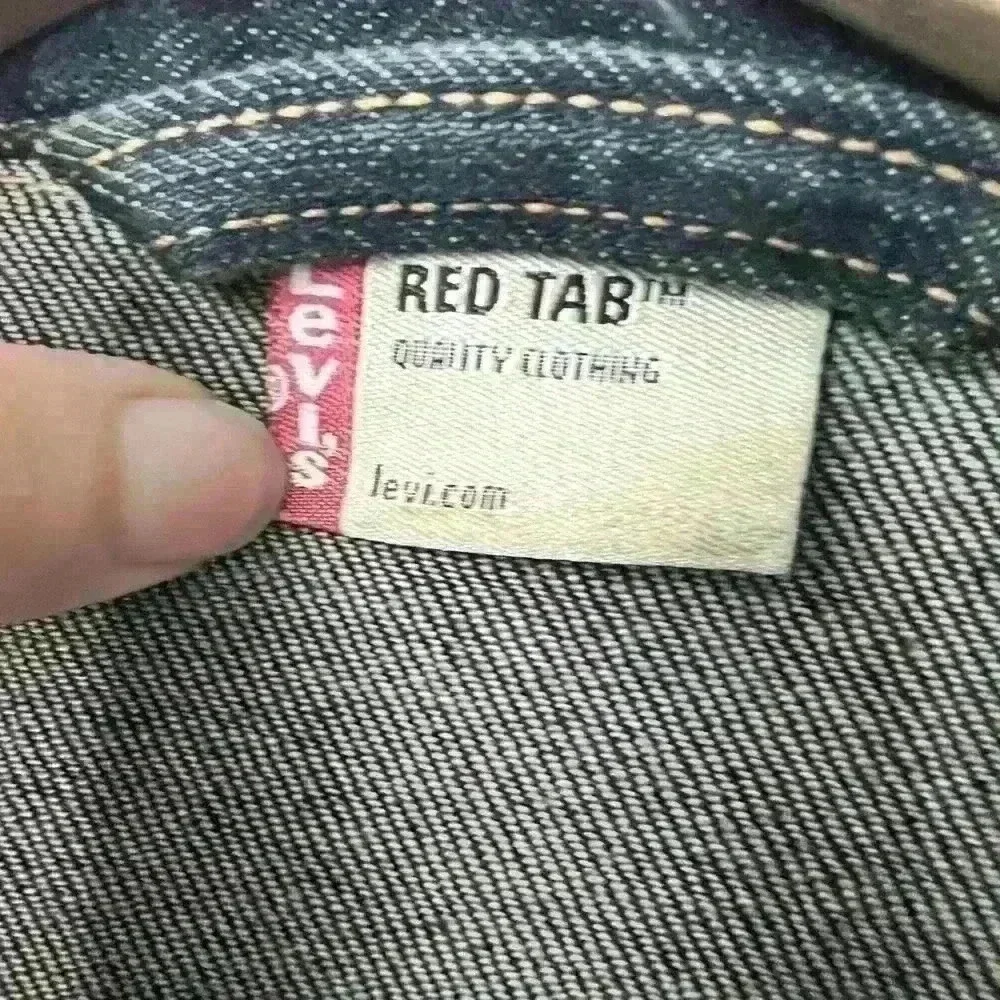 Levi's
®
RED TAB™
QUALITY CLOTHING
levi.com